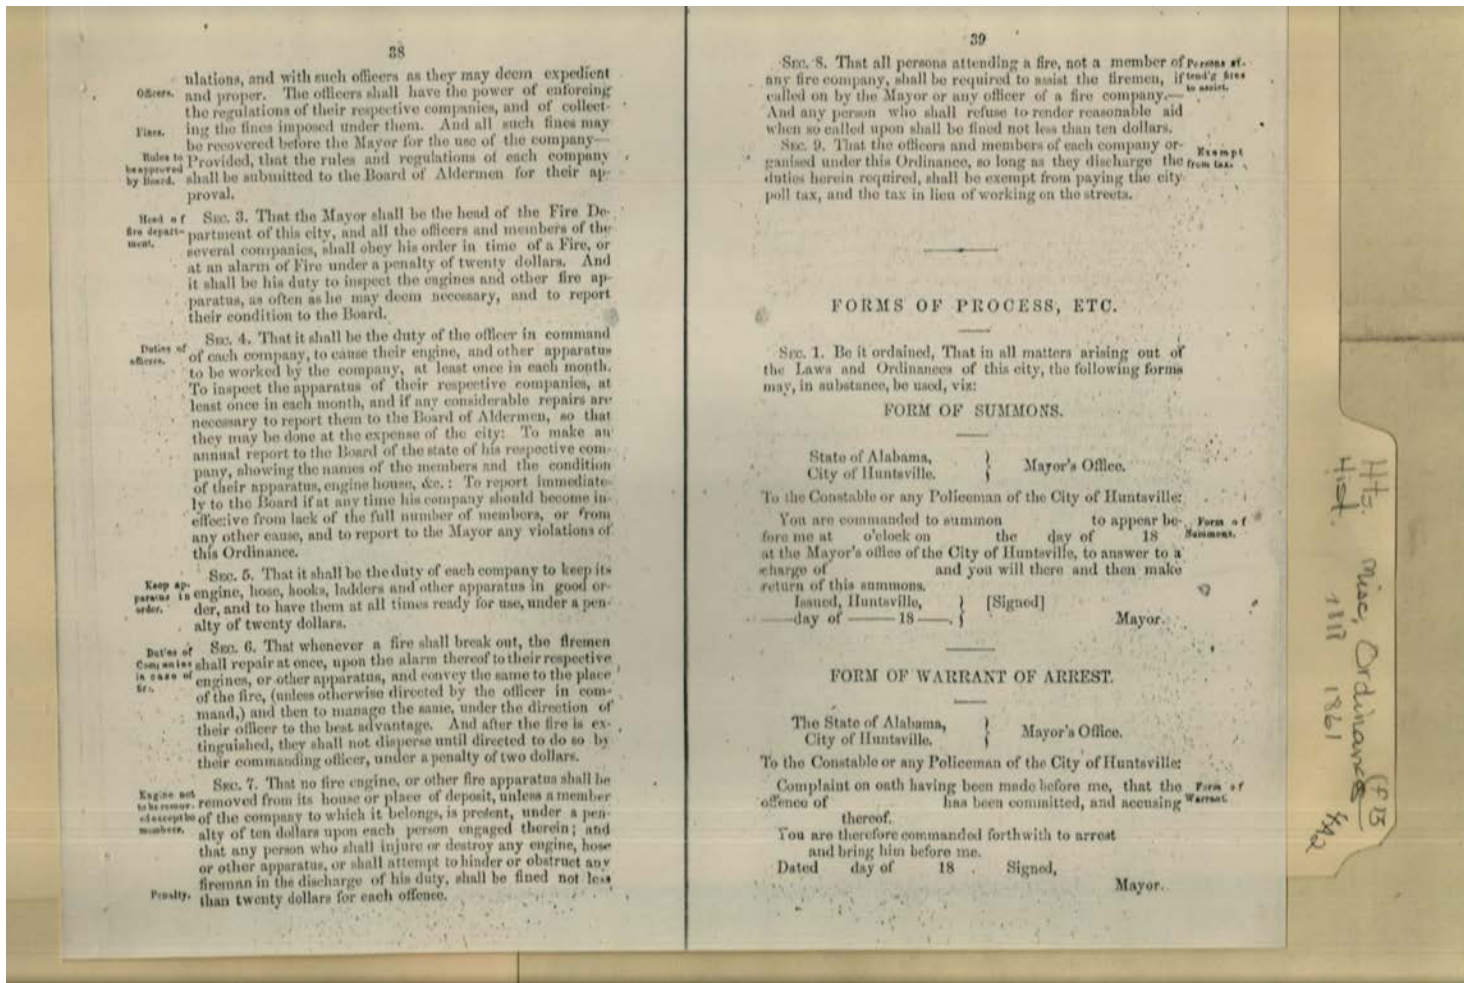 38
ulations, and with such officers as they may deem expedient
Officers. and proper. The officers shall have the power of enforcing
the regulations of their respective companies, and of collect-
Fines. ing the fines imposed under them. And all such fines may
be recovered before the Mayor for the use of the company—
Rules to Provided, that the rules and regulations of each company
be approved by Board. shall be submitted to the Board of Aldermen for their ap-
proval.
Head of Sec. 3. That the Mayor shall be the head of the Fire De-
fire depart- partment of this city, and all the officers and members of the
ment. several companies, shall obey his order in time of a Fire, or
at an alarm of Fire under a penalty of twenty dollars. And
it shall be his duty to inspect the engines and other fire ap-
paratus, as often as he may deem necessary, and to report
their condition to the Board.
Sec. 4. That it shall be the duty of the officer in command
Duties of officers. of each company, to cause their engine, and other apparatus
to be worked by the company, at least once in each month.
To inspect the apparatus of their respective companies, at
least once in each month, and if any considerable repairs are
necessary to report them to the Board of Aldermen, so that
they may be done at the expense of the city: To make an
annual report to the Board of the state of his respective com-
pany, showing the names of the members and the condition
of their apparatus, engine house, &c.: To report immediate-
ly to the Board if at any time his company should become in-
effective from lack of the full number of members, or from
any other cause, and to report to the Mayor any violations of
this Ordinance.
Sec. 5. That it shall be the duty of each company to keep its
Keep ap- paratus in engine, hose, hooks, ladders and other apparatus in good or-
order. der, and to have them at all times ready for use, under a pen-
alty of twenty dollars.
Duties of Sec. 6. That whenever a fire shall break out, the firemen
Companies shall repair at once, upon the alarm thereof to their respective
in case of engines, or other apparatus, and convey the same to the place
fire. of the fire, (unless otherwise directed by the officer in com-
mand,) and then to manage the same, under the direction of
their officer to the best advantage. And after the fire is ex-
tinguished, they shall not disperse until directed to do so by
their commanding officer, under a penalty of two dollars.
Sec. 7. That no fire engine, or other fire apparatus shall be
Engine not to be remov- removed from its house or place of deposit, unless a member
ed except by of the company to which it belongs, is present, under a pen-
members. alty of ten dollars upon each person engaged therein; and
that any person who shall injure or destroy any engine, hose
or other apparatus, or shall attempt to hinder or obstruct any
fireman in the discharge of his duty, shall be fined not less
Penalty. than twenty dollars for each offence.
39
Sec. 8. That all persons attending a fire, not a member of Persons at-
any fire company, shall be required to assist the firemen, if tend'g fires
called on by the Mayor or any officer of a fire company.— to assist.
And any person who shall refuse to render reasonable aid
when so called upon shall be fined not less than ten dollars.
Sec. 9. That the officers and members of each company or- Exempt
ganised under this Ordinance, so long as they discharge the from tax.
duties herein required, shall be exempt from paying the city
poll tax, and the tax in lieu of working on the streets.
FORMS OF PROCESS, ETC.
Sec. 1. Be it ordained, That in all matters arising out of
the Laws and Ordinances of this city, the following forms
may, in substance, be used, viz:
FORM OF SUMMONS.
State of Alabama,
City of Huntsville. } Mayor's Office.
To the Constable or any Policeman of the City of Huntsville:
You are commanded to summon to appear be- Form of
fore me at o'clock on the day of 18 Summons.
at the Mayor's office of the City of Huntsville, to answer to a
charge of and you will there and then make
return of this summons.
Issued, Huntsville, } [Signed]
——day of ——— 18 ——. Mayor.
FORM OF WARRANT OF ARREST.
The State of Alabama,
City of Huntsville. } Mayor's Office.
To the Constable or any Policeman of the City of Huntsville:
Complaint on oath having been made before me, that the Form of
offence of has been committed, and accusing Warrant.
thereof.
You are therefore commanded forthwith to arrest
and bring him before me.
Dated day of 18 . Signed,
Mayor.
Hist. Misc, Ordinances
1861